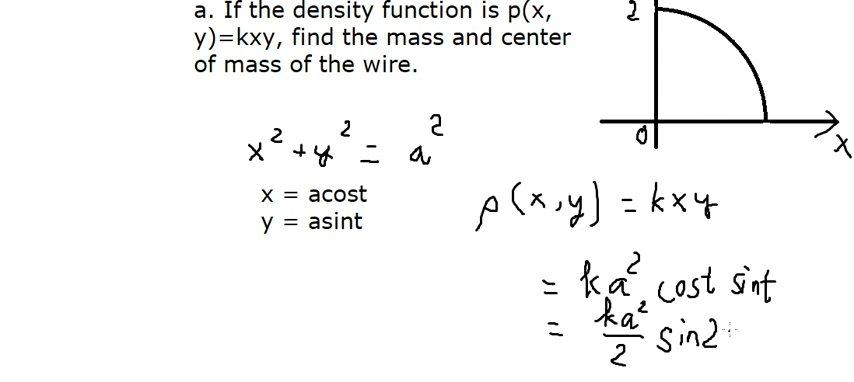 a. If the density function is p(x,
y)=kxy, find the mass and center
of mass of the wire.
2
0
x
x² + y² = a²
x = acost
y = asint
ρ(x,y) = kxy
= ka² cost sint
= ka²/2 sin2